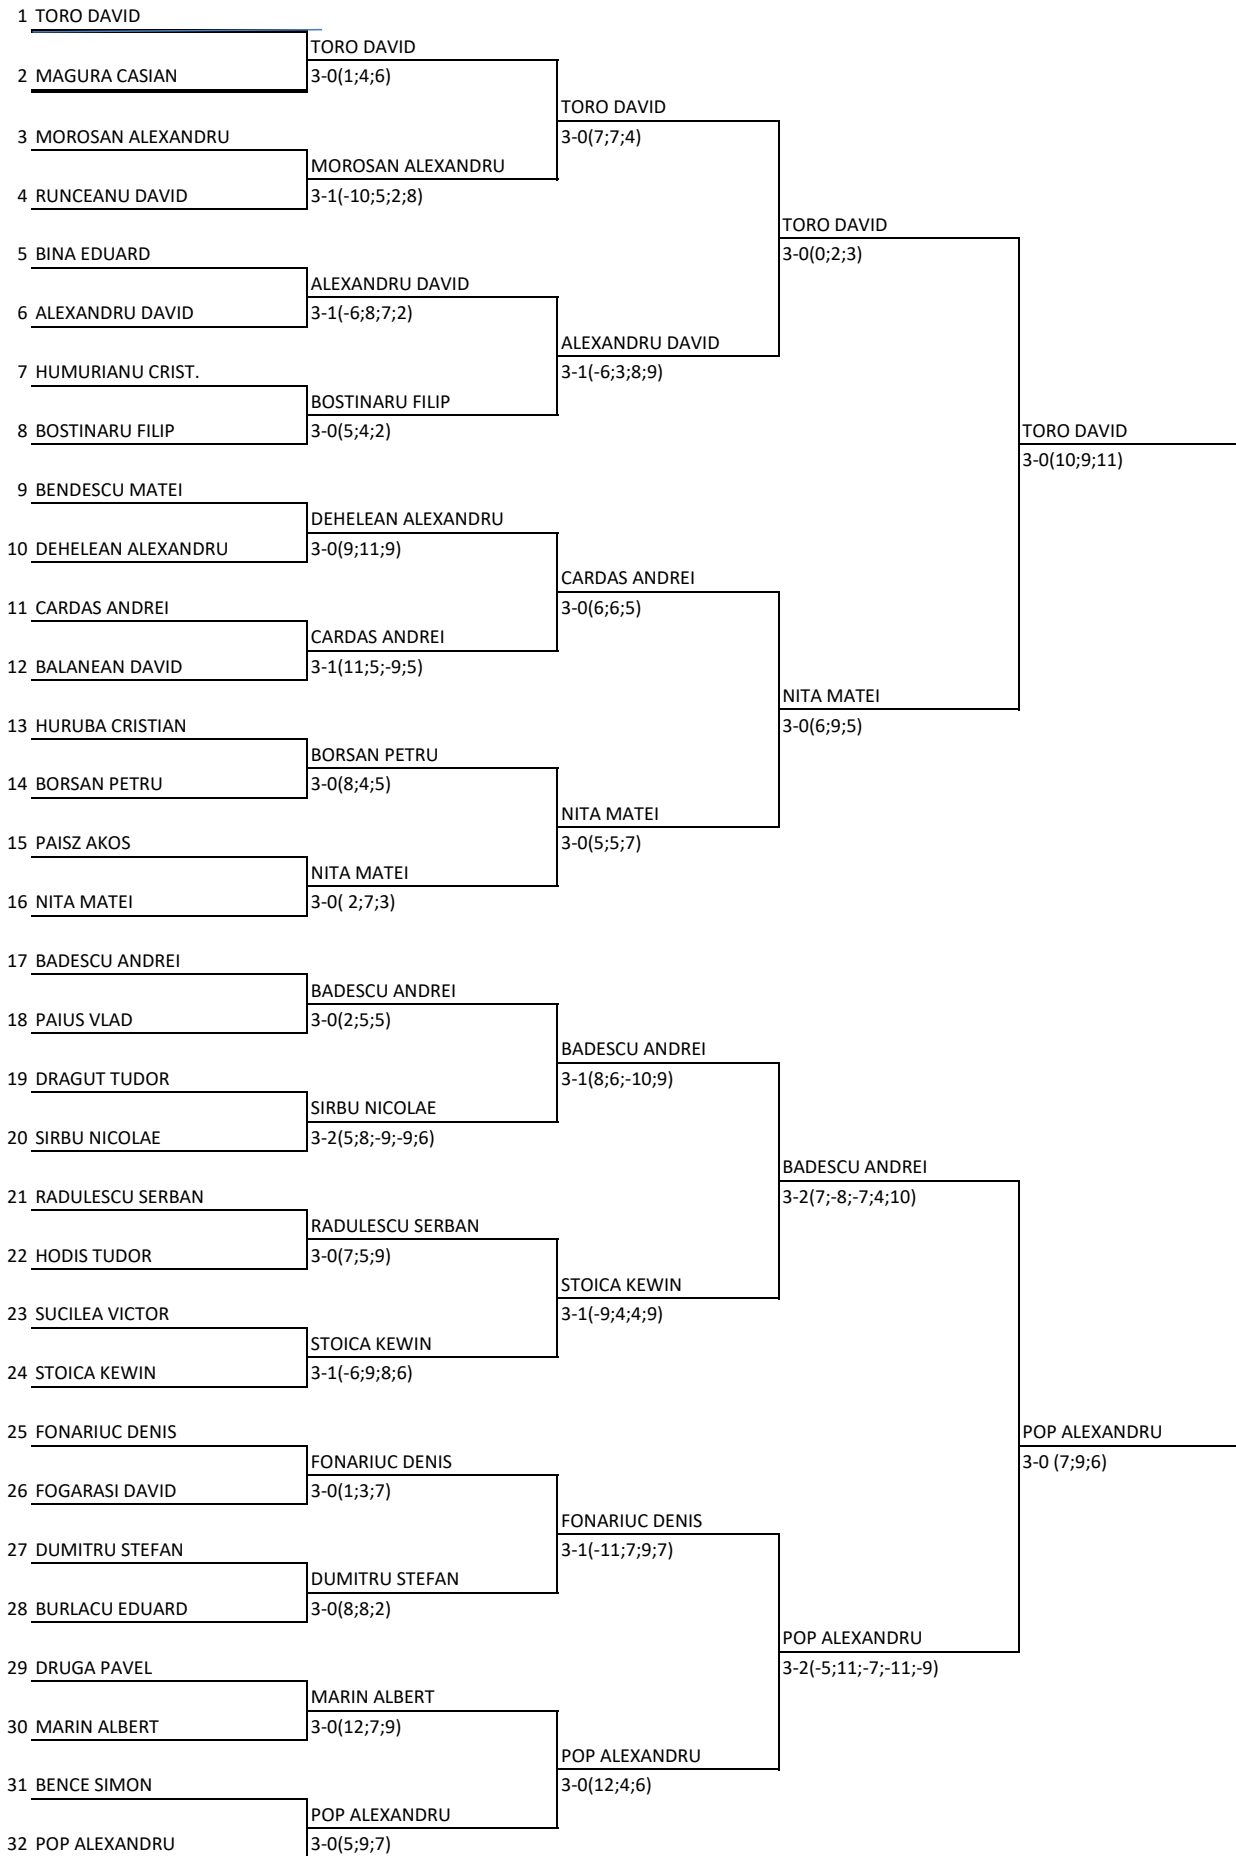 1 TORO DAVID
TORO DAVID
2 MAGURA CASIAN
3-0(1;4;6)
TORO DAVID
3 MOROSAN ALEXANDRU
3-0(7;7;4)
MOROSAN ALEXANDRU
4 RUNCEANU DAVID
3-1(-10;5;2;8)
TORO DAVID
5 BINA EDUARD
3-0(0;2;3)
ALEXANDRU DAVID
6 ALEXANDRU DAVID
3-1(-6;8;7;2)
ALEXANDRU DAVID
7 HUMURIANU CRIST.
3-1(-6;3;8;9)
BOSTINARU FILIP
8 BOSTINARU FILIP
3-0(5;4;2)
TORO DAVID
3-0(10;9;11)
9 BENDESCU MATEI
DEHELEAN ALEXANDRU
10 DEHELEAN ALEXANDRU
3-0(9;11;9)
CARDAS ANDREI
11 CARDAS ANDREI
3-0(6;6;5)
CARDAS ANDREI
12 BALANEAN DAVID
3-1(11;5;-9;5)
NITA MATEI
13 HURUBA CRISTIAN
3-0(6;9;5)
BORSAN PETRU
14 BORSAN PETRU
3-0(8;4;5)
NITA MATEI
15 PAISZ AKOS
3-0(5;5;7)
NITA MATEI
16 NITA MATEI
3-0( 2;7;3)
17 BADESCU ANDREI
BADESCU ANDREI
18 PAIUS VLAD
3-0(2;5;5)
BADESCU ANDREI
19 DRAGUT TUDOR
3-1(8;6;-10;9)
SIRBU NICOLAE
20 SIRBU NICOLAE
3-2(5;8;-9;-9;6)
BADESCU ANDREI
21 RADULESCU SERBAN
3-2(7;-8;-7;4;10)
RADULESCU SERBAN
22 HODIS TUDOR
3-0(7;5;9)
STOICA KEWIN
23 SUCILEA VICTOR
3-1(-9;4;4;9)
STOICA KEWIN
24 STOICA KEWIN
3-1(-6;9;8;6)
25 FONARIUC DENIS
POP ALEXANDRU
FONARIUC DENIS
3-0 (7;9;6)
26 FOGARASI DAVID
3-0(1;3;7)
FONARIUC DENIS
27 DUMITRU STEFAN
3-1(-11;7;9;7)
DUMITRU STEFAN
28 BURLACU EDUARD
3-0(8;8;2)
POP ALEXANDRU
29 DRUGA PAVEL
3-2(-5;11;-7;-11;-9)
MARIN ALBERT
30 MARIN ALBERT
3-0(12;7;9)
POP ALEXANDRU
31 BENCE SIMON
3-0(12;4;6)
POP ALEXANDRU
32 POP ALEXANDRU
3-0(5;9;7)